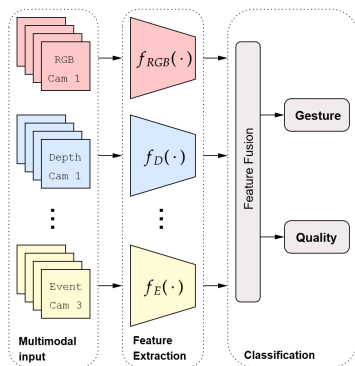 RGB
Cam 1
f_RGB(·)
Depth
Cam 1
f_D(·)
Event
Cam 3
f_E(·)
Feature Fusion
Gesture
Quality
Multimodal
input
Feature
Extraction
Classification